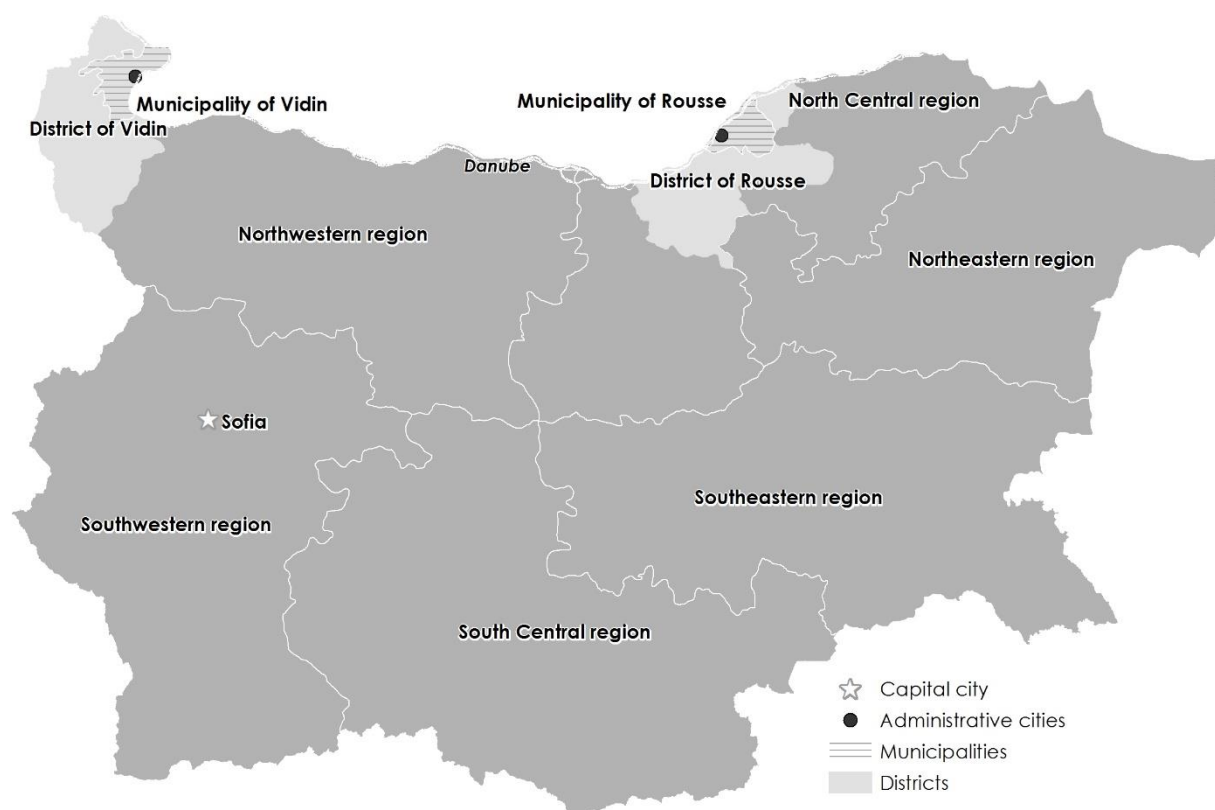 Municipality of Vidin
Municipality of Rousse
North Central region
District of Vidin
Danube
District of Rousse
Northwestern region
Northeastern region
Sofia
Southeastern region
Southwestern region
South Central region
Capital city
Administrative cities
Municipalities
Districts